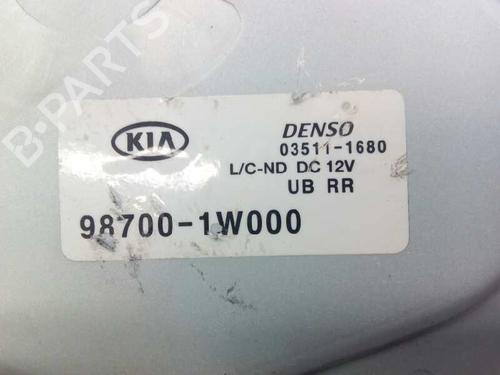 KIA
DENSO
03511-1680
L/C-ND DC 12V
UB RR
98700-1W000
B-PARTS